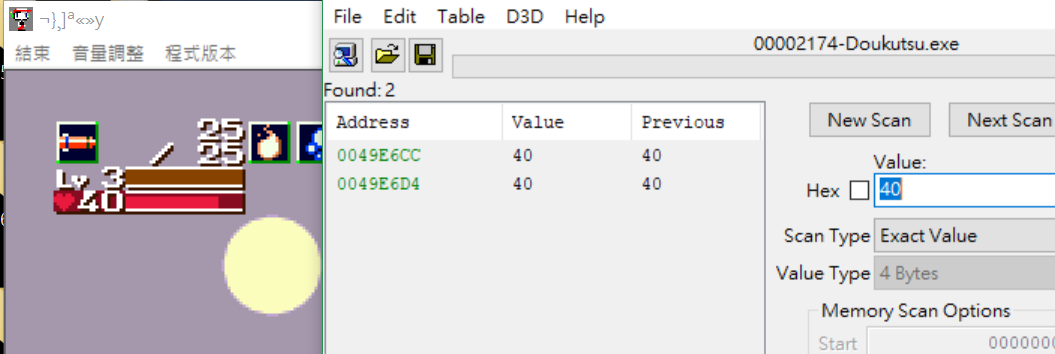 ¬},]ª«»y
結束 音量調整 程式版本
25
25
Lv 3
40
File Edit Table D3D Help
00002174-Doukutsu.exe
Found: 2
Address Value Previous
0049E6CC 40 40
0049E6D4 40 40
New Scan Next Scan
Value:
Hex 40
Scan Type Exact Value
Value Type 4 Bytes
Memory Scan Options
Start 0000000